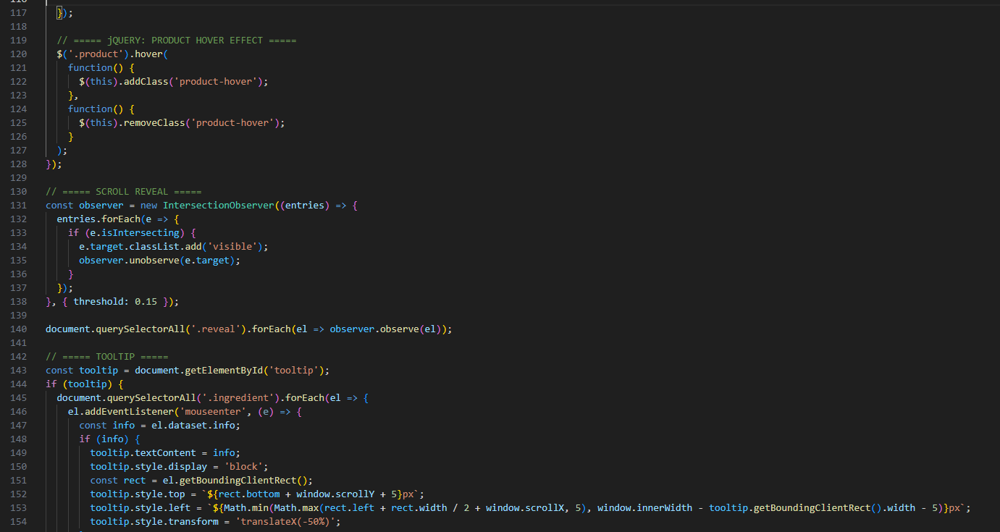 116
117 });
118
119 // ===== jQUERY: PRODUCT HOVER EFFECT =====
120 $('.product').hover(
121 function() {
122 $(this).addClass('product-hover');
123 },
124 function() {
125 $(this).removeClass('product-hover');
126 }
127 );
128 });
129
130 // ===== SCROLL REVEAL =====
131 const observer = new IntersectionObserver((entries) => {
132 entries.forEach(e => {
133 if (e.isIntersecting) {
134 e.target.classList.add('visible');
135 observer.unobserve(e.target);
136 }
137 });
138 }, { threshold: 0.15 });
139
140 document.querySelectorAll('.reveal').forEach(el => observer.observe(el));
141
142 // ===== TOOLTIP =====
143 const tooltip = document.getElementById('tooltip');
144 if (tooltip) {
145 document.querySelectorAll('.ingredient').forEach(el => {
146 el.addEventListener('mouseenter', (e) => {
147 const info = el.dataset.info;
148 if (info) {
149 tooltip.textContent = info;
150 tooltip.style.display = 'block';
151 const rect = el.getBoundingClientRect();
152 tooltip.style.top = `${rect.bottom + window.scrollY + 5}px`;
153 tooltip.style.left = `${Math.min(Math.max(rect.left + rect.width / 2 + window.scrollX, 5), window.innerWidth - tooltip.getBoundingClientRect().width - 5)}px`;
154 tooltip.style.transform = 'translateX(-50%)';